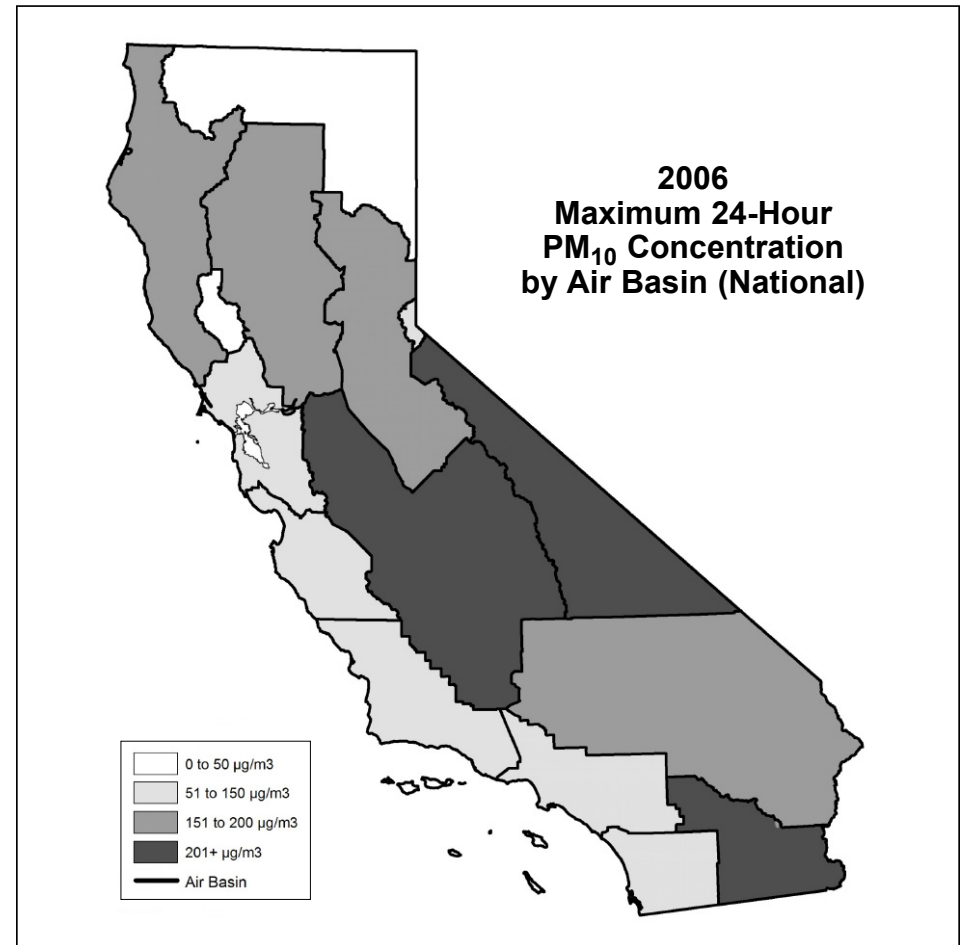 2006
Maximum 24-Hour
PM₁₀ Concentration
by Air Basin (National)
0 to 50 µg/m3
51 to 150 µg/m3
151 to 200 µg/m3
201+ µg/m3
Air Basin